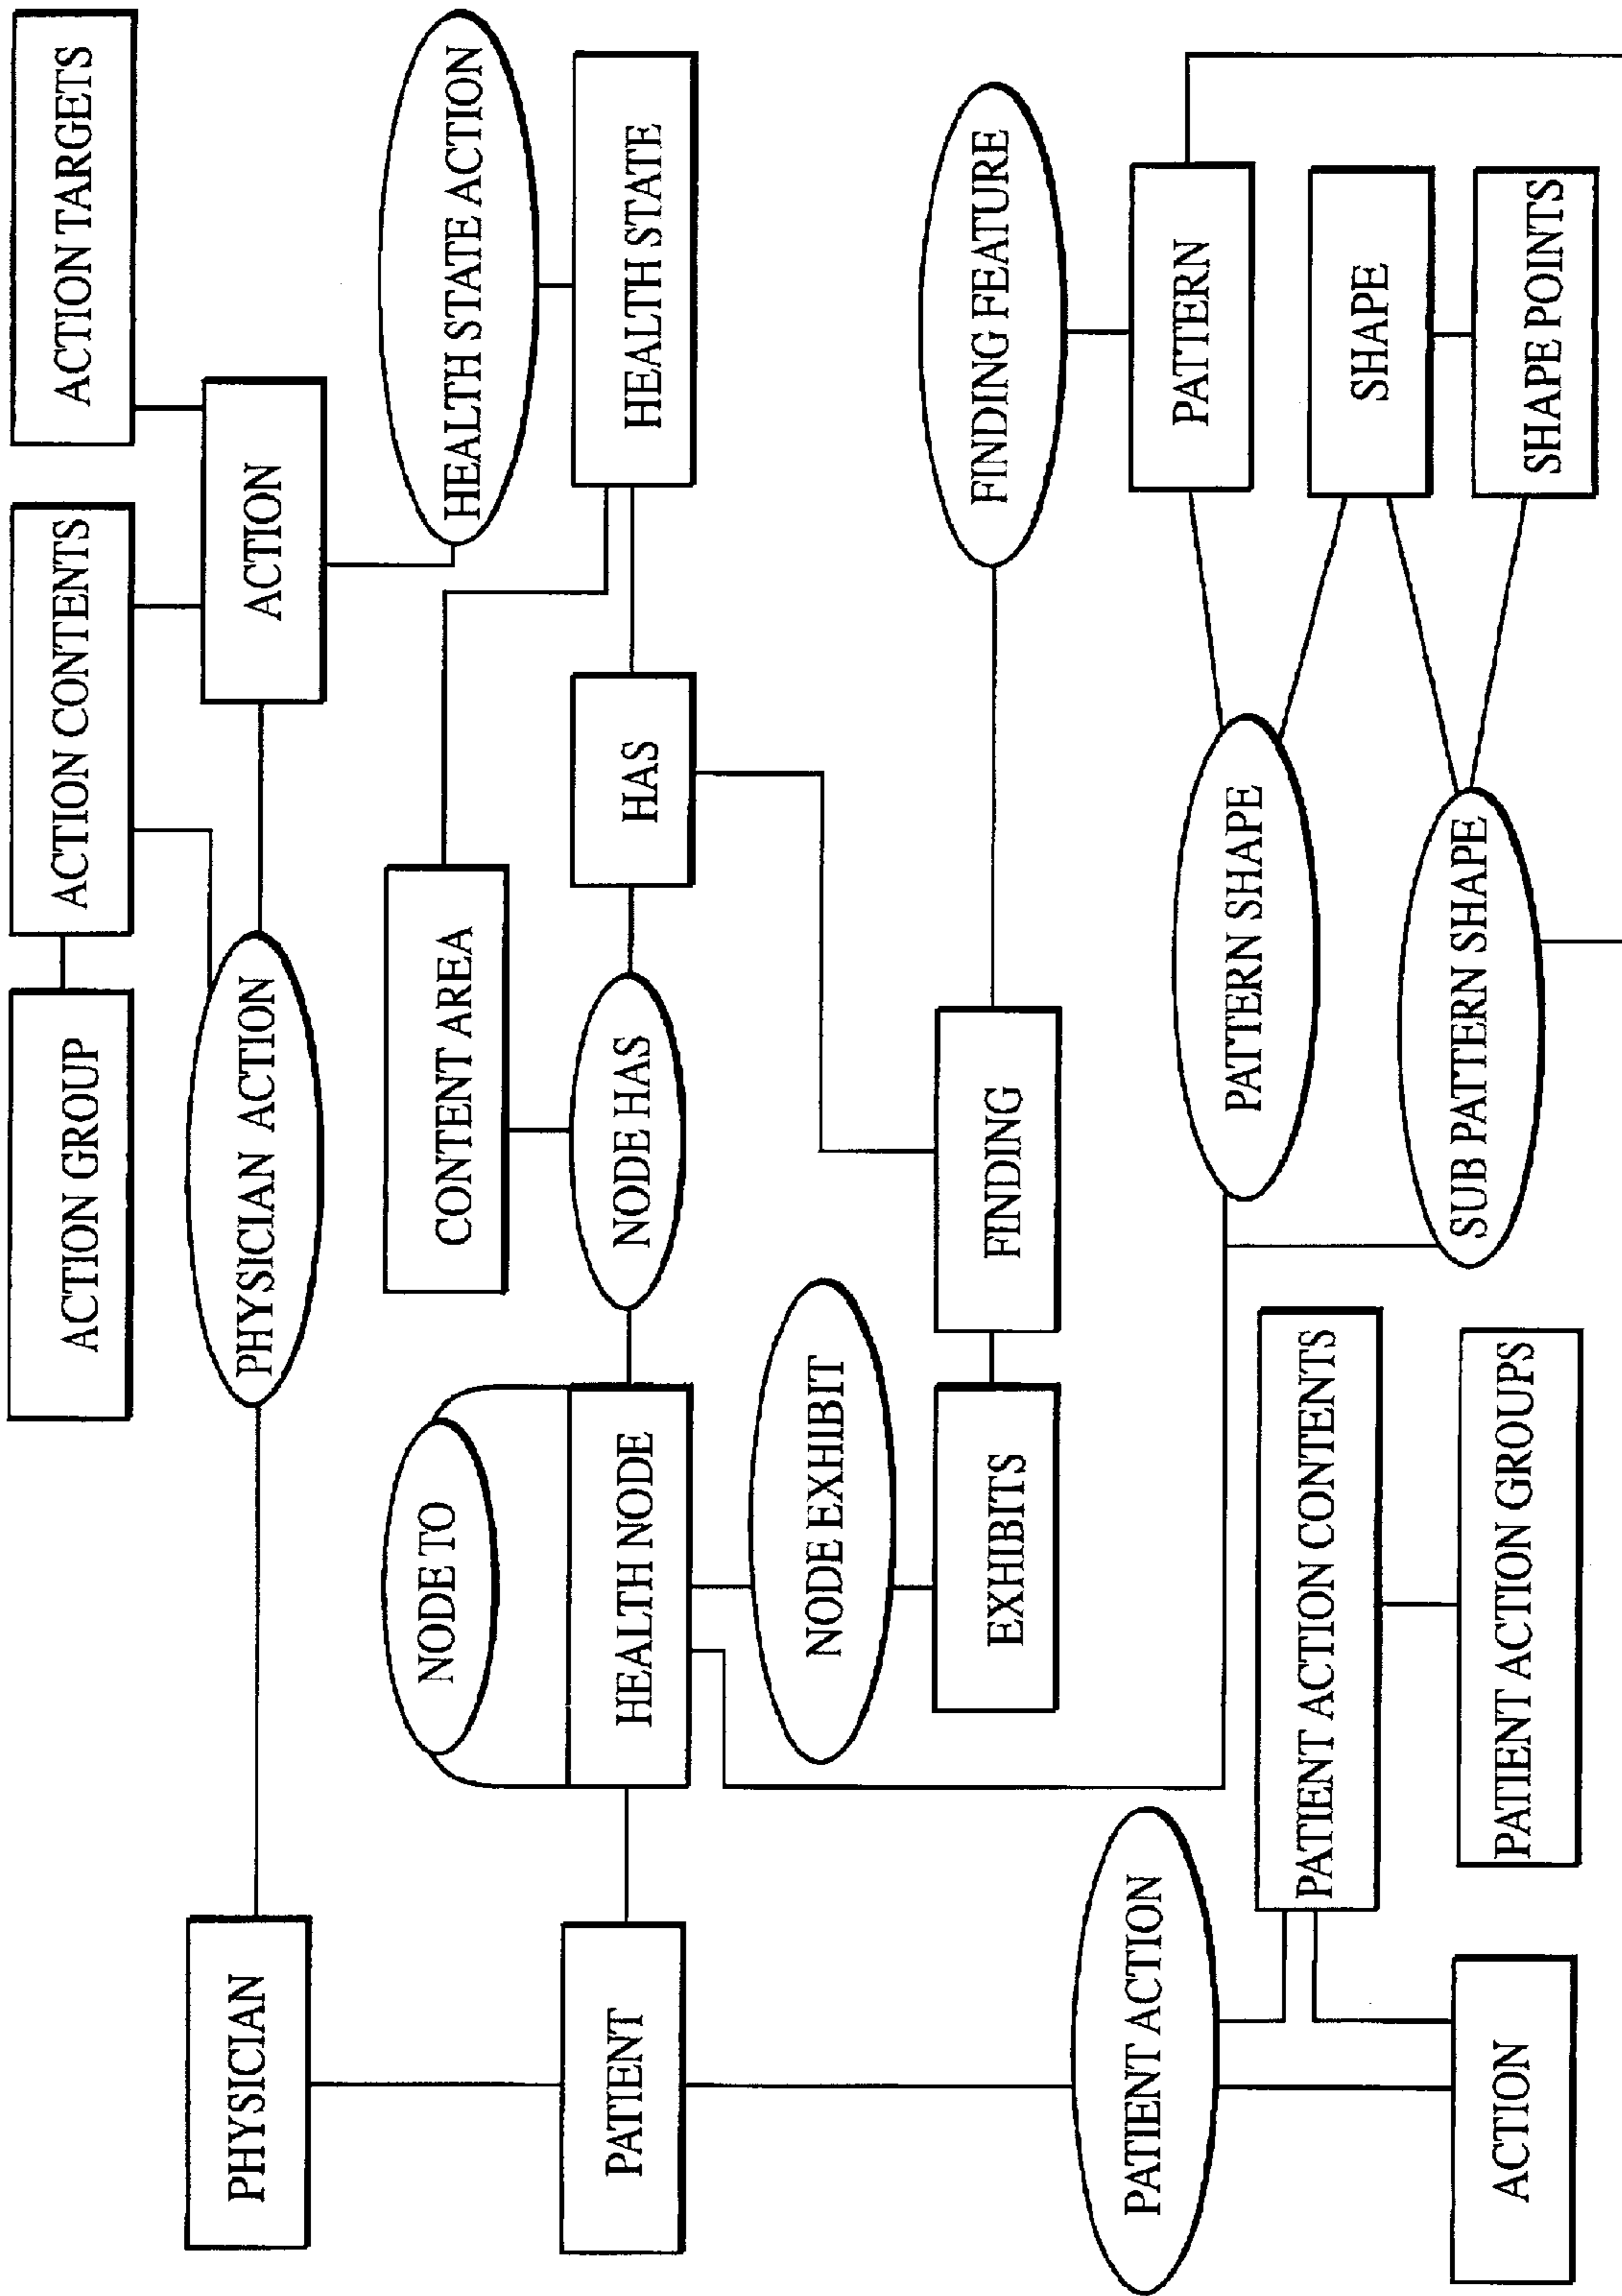 ACTION GROUP
ACTION CONTENTS
ACTION TARGETS
PHYSICIAN
PHYSICIAN ACTION
ACTION
NODE TO
CONTENT AREA
HEALTH STATE ACTION
PATIENT
HEALTH NODE
NODE HAS
HAS
HEALTH STATE
NODE EXHIBIT
EXHIBITS
FINDING
FINDING FEATURE
PATIENT ACTION
PATTERN SHAPE
PATTERN
PATIENT ACTION CONTENTS
SHAPE
SUB PATTERN SHAPE
ACTION
PATIENT ACTION GROUPS
SHAPE POINTS